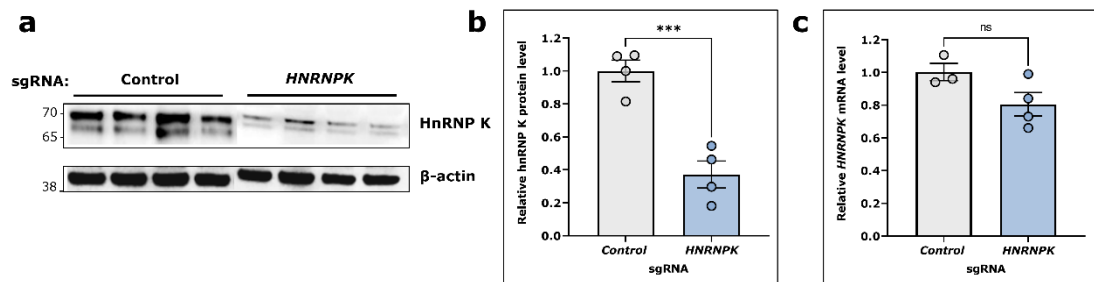 a
sgRNA:
Control
HNRNPK
70
65
HnRNP K
38
β-actin
b
Relative hnRNP K protein level
1.2
1.0
0.8
0.6
0.4
0.2
0.0
***
Control
HNRNPK
sgRNA
c
Relative HNRNPK mRNA level
1.2
1.0
0.8
0.6
0.4
0.2
0.0
ns
Control
HNRNPK
sgRNA